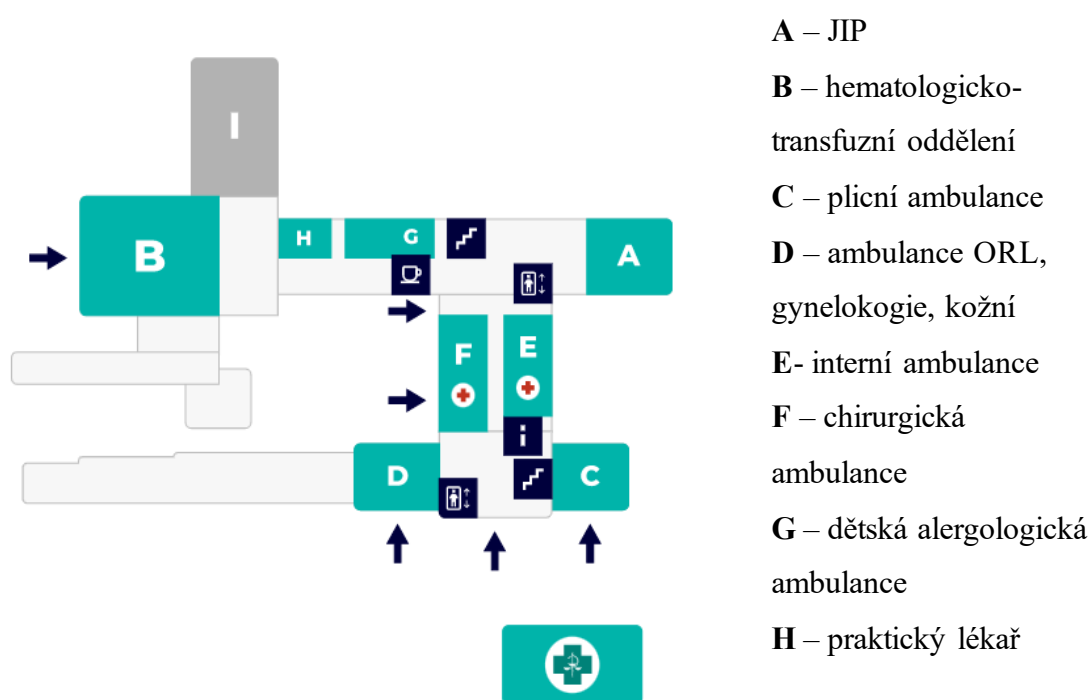 I
B
H
G
A
F
E
i
D
C
A – JIP
B – hematologicko-
transfuzní oddělení
C – plicní ambulance
D – ambulance ORL,
gynelokogie, kožní
E- interní ambulance
F – chirurgická
ambulance
G – dětská alergologická
ambulance
H – praktický lékař